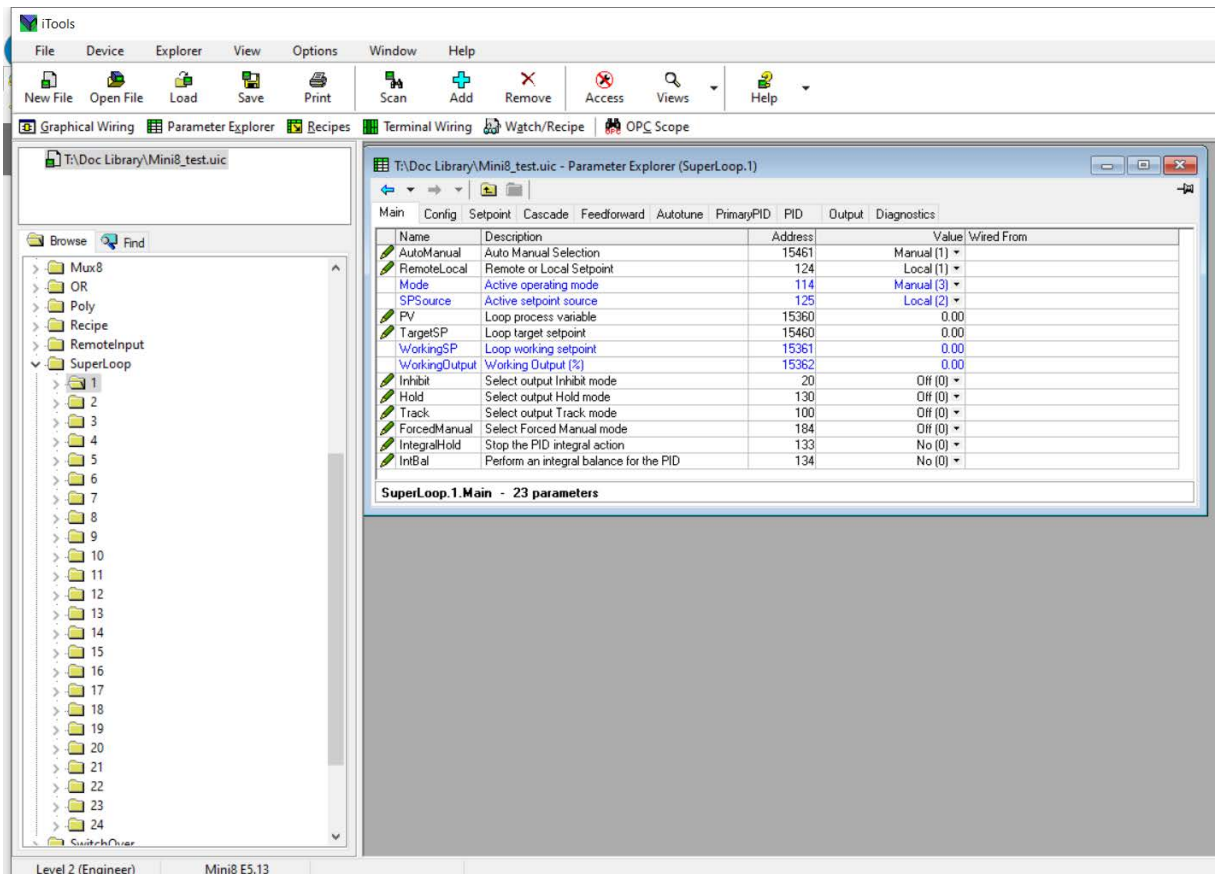 iTools
File Device Explorer View Options Window Help
New File Open File Load Save Print Scan Add Remove Access Views Help
Graphical Wiring Parameter Explorer Recipes Terminal Wiring Watch/Recipe OPC Scope
T:\Doc Library\Mini8_test.uic
Browse Find
Mux8
OR
Poly
Recipe
RemoteInput
SuperLoop
1
2
3
4
5
6
7
8
9
10
11
12
13
14
15
16
17
18
19
20
21
22
23
24
SwitchOver
T:\Doc Library\Mini8_test.uic - Parameter Explorer (SuperLoop.1)
Main Config Setpoint Cascade Feedforward Autotune PrimaryPID PID Output Diagnostics
Name Description Address Value Wired From
AutoManual Auto Manual Selection 15461 Manual (1)
RemoteLocal Remote or Local Setpoint 124 Local (1)
Mode Active operating mode 114 Manual (3)
SPSource Active setpoint source 125 Local (2)
PV Loop process variable 15360 0.00
TargetSP Loop target setpoint 15460 0.00
WorkingSP Loop working setpoint 15361 0.00
WorkingOutput Working Output (%) 15362 0.00
Inhibit Select output Inhibit mode 20 Off (0)
Hold Select output Hold mode 130 Off (0)
Track Select output Track mode 100 Off (0)
ForcedManual Select Forced Manual mode 184 Off (0)
IntegralHold Stop the PID integral action 133 No (0)
IntBal Perform an integral balance for the PID 134 No (0)
SuperLoop.1.Main - 23 parameters
Level 2 (Engineer) Mini8 E5.13